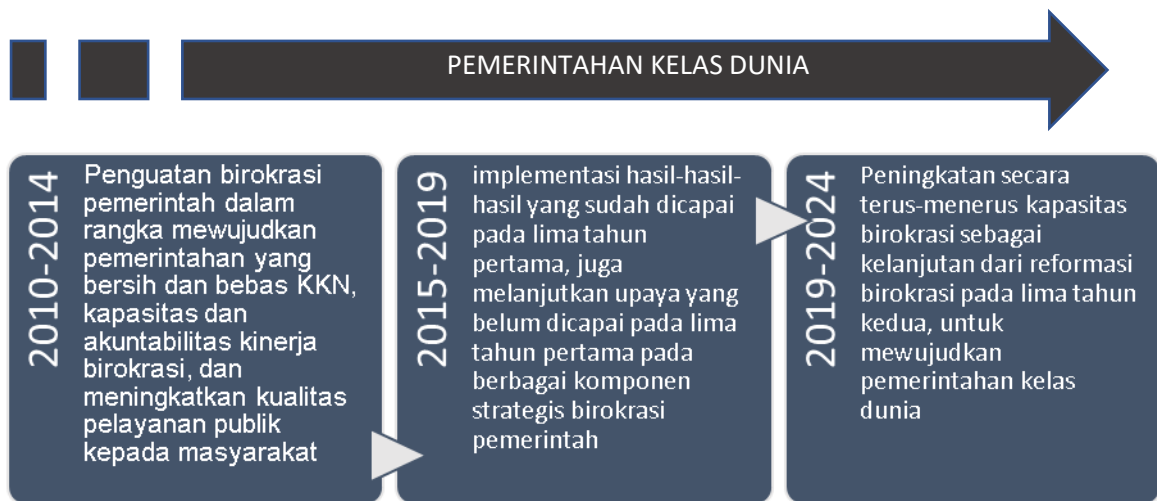 PEMERINTAHAN KELAS DUNIA
2010-2014
Penguatan birokrasi
pemerintah dalam
rangka mewujudkan
pemerintahan yang
bersih dan bebas KKN,
kapasitas dan
akuntabilitas kinerja
birokrasi, dan
meningkatkan kualitas
pelayanan publik
kepada masyarakat
2015-2019
implementasi hasil-hasil-
hasil yang sudah dicapai
pada lima tahun
pertama, juga
melanjutkan upaya yang
belum dicapai pada lima
tahun pertama pada
berbagai komponen
strategis birokrasi
pemerintah
2019-2024
Peningkatan secara
terus-menerus kapasitas
birokrasi sebagai
kelanjutan dari reformasi
birokrasi pada lima tahun
kedua, untuk
mewujudkan
pemerintahan kelas
dunia